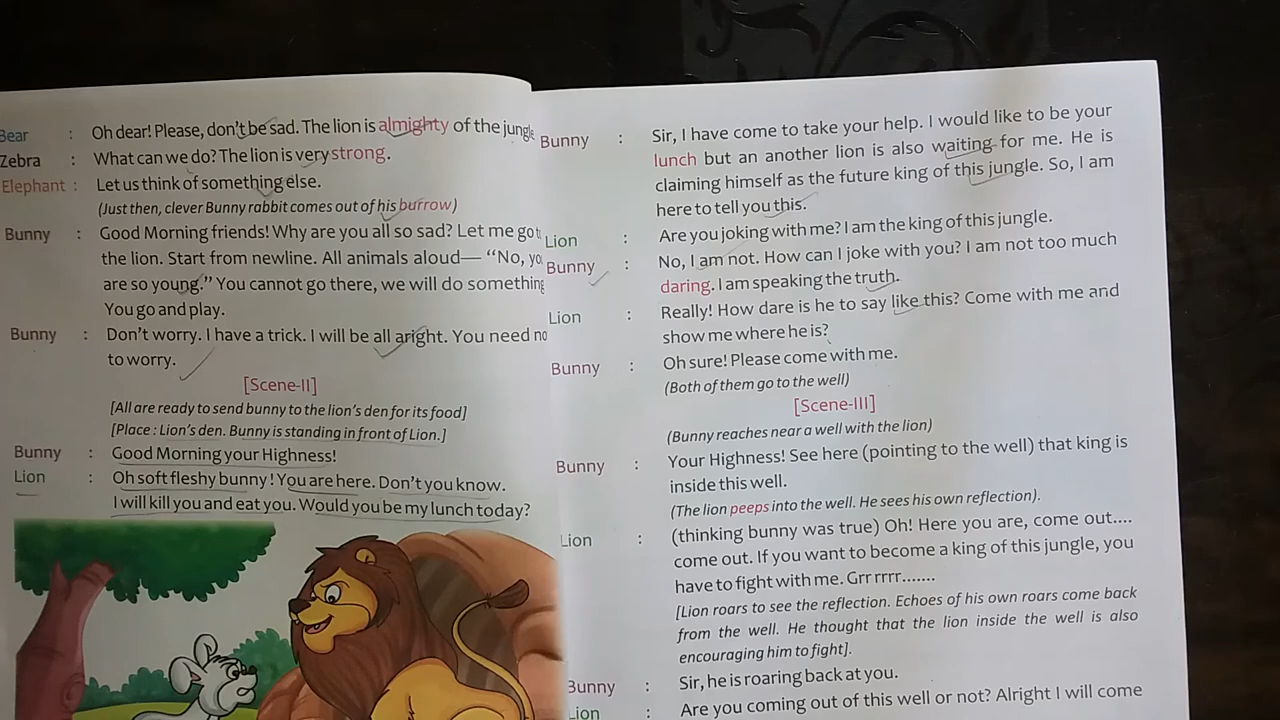 Bear : Oh dear! Please, don't be sad. The lion is almighty of the jungle
Zebra : What can we do? The lion is very strong.
Elephant : Let us think of something else.
(Just then, clever Bunny rabbit comes out of his burrow)
Bunny : Good Morning friends! Why are you all so sad? Let me go
the lion. Start from newline. All animals aloud— “No,
are so young.” You cannot go there, we will do something
You go and play.
Bunny : Don't worry. I have a trick. I will be all aright. You need no
to worry.
[Scene-II]
[All are ready to send bunny to the lion's den for its food]
[Place : Lion's den. Bunny is standing in front of Lion.]
Bunny : Good Morning your Highness!
Lion : Oh soft fleshy bunny ! You are here. Don't you know.
I will kill you and eat you. Would you be my lunch today?
Bunny : Sir, I have come to take your help. I would like to be your
lunch but an another lion is also waiting for me. He is
claiming himself as the future king of this jungle. So, I am
here to tell you this.
Lion : Are you joking with me? I am the king of this jungle.
Bunny : No, I am not. How can I joke with you? I am not too much
daring. I am speaking the truth.
Lion : Really! How dare is he to say like this? Come with me and
show me where he is?
Bunny : Oh sure! Please come with me.
(Both of them go to the well)
[Scene-III]
(Bunny reaches near a well with the lion)
Bunny : Your Highness! See here (pointing to the well) that king is
inside this well.
(The lion peeps into the well. He sees his own reflection).
Lion : (thinking bunny was true) Oh! Here you are, come out....
come out. If you want to become a king of this jungle, you
have to fight with me. Grr rrrr.......
[Lion roars to see the reflection. Echoes of his own roars come back
from the well. He thought that the lion inside the well is also
encouraging him to fight].
Bunny : Sir, he is roaring back at you.
Lion : Are you coming out of this well or not? Alright I will come